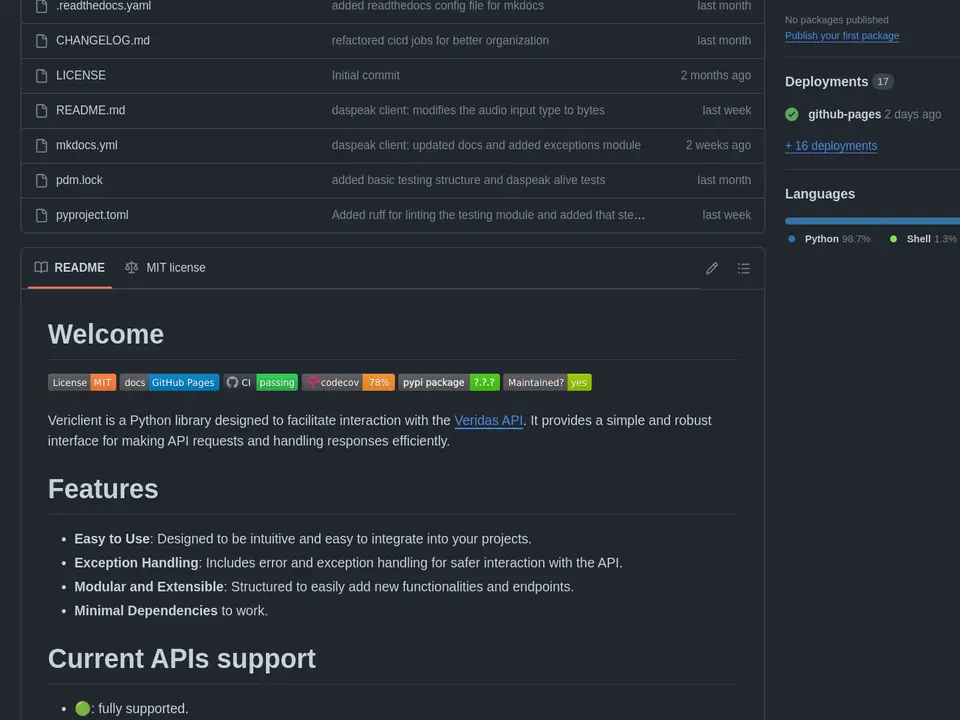 .readthedocs.yaml added readthedocs config file for mkdocs last month
CHANGELOG.md refactored cicd jobs for better organization last month
LICENSE Initial commit 2 months ago
README.md daspeak client: modifies the audio input type to bytes last week
mkdocs.yml daspeak client: updated docs and added exceptions module 2 weeks ago
pdm.lock added basic testing structure and daspeak alive tests last month
pyproject.toml Added ruff for linting the testing module and added that ste... last week
README MIT license
Welcome
License MIT docs GitHub Pages CI passing codecov 78% pypi package ?.?.? Maintained? yes
Vericlient is a Python library designed to facilitate interaction with the Veridas API. It provides a simple and robust
interface for making API requests and handling responses efficiently.
Features
• Easy to Use: Designed to be intuitive and easy to integrate into your projects.
• Exception Handling: Includes error and exception handling for safer interaction with the API.
• Modular and Extensible: Structured to easily add new functionalities and endpoints.
• Minimal Dependencies to work.
Current APIs support
• 🟢: fully supported.
No packages published
Publish your first package
Deployments 17
github-pages 2 days ago
+ 16 deployments
Languages
Python 98.7% Shell 1.3%